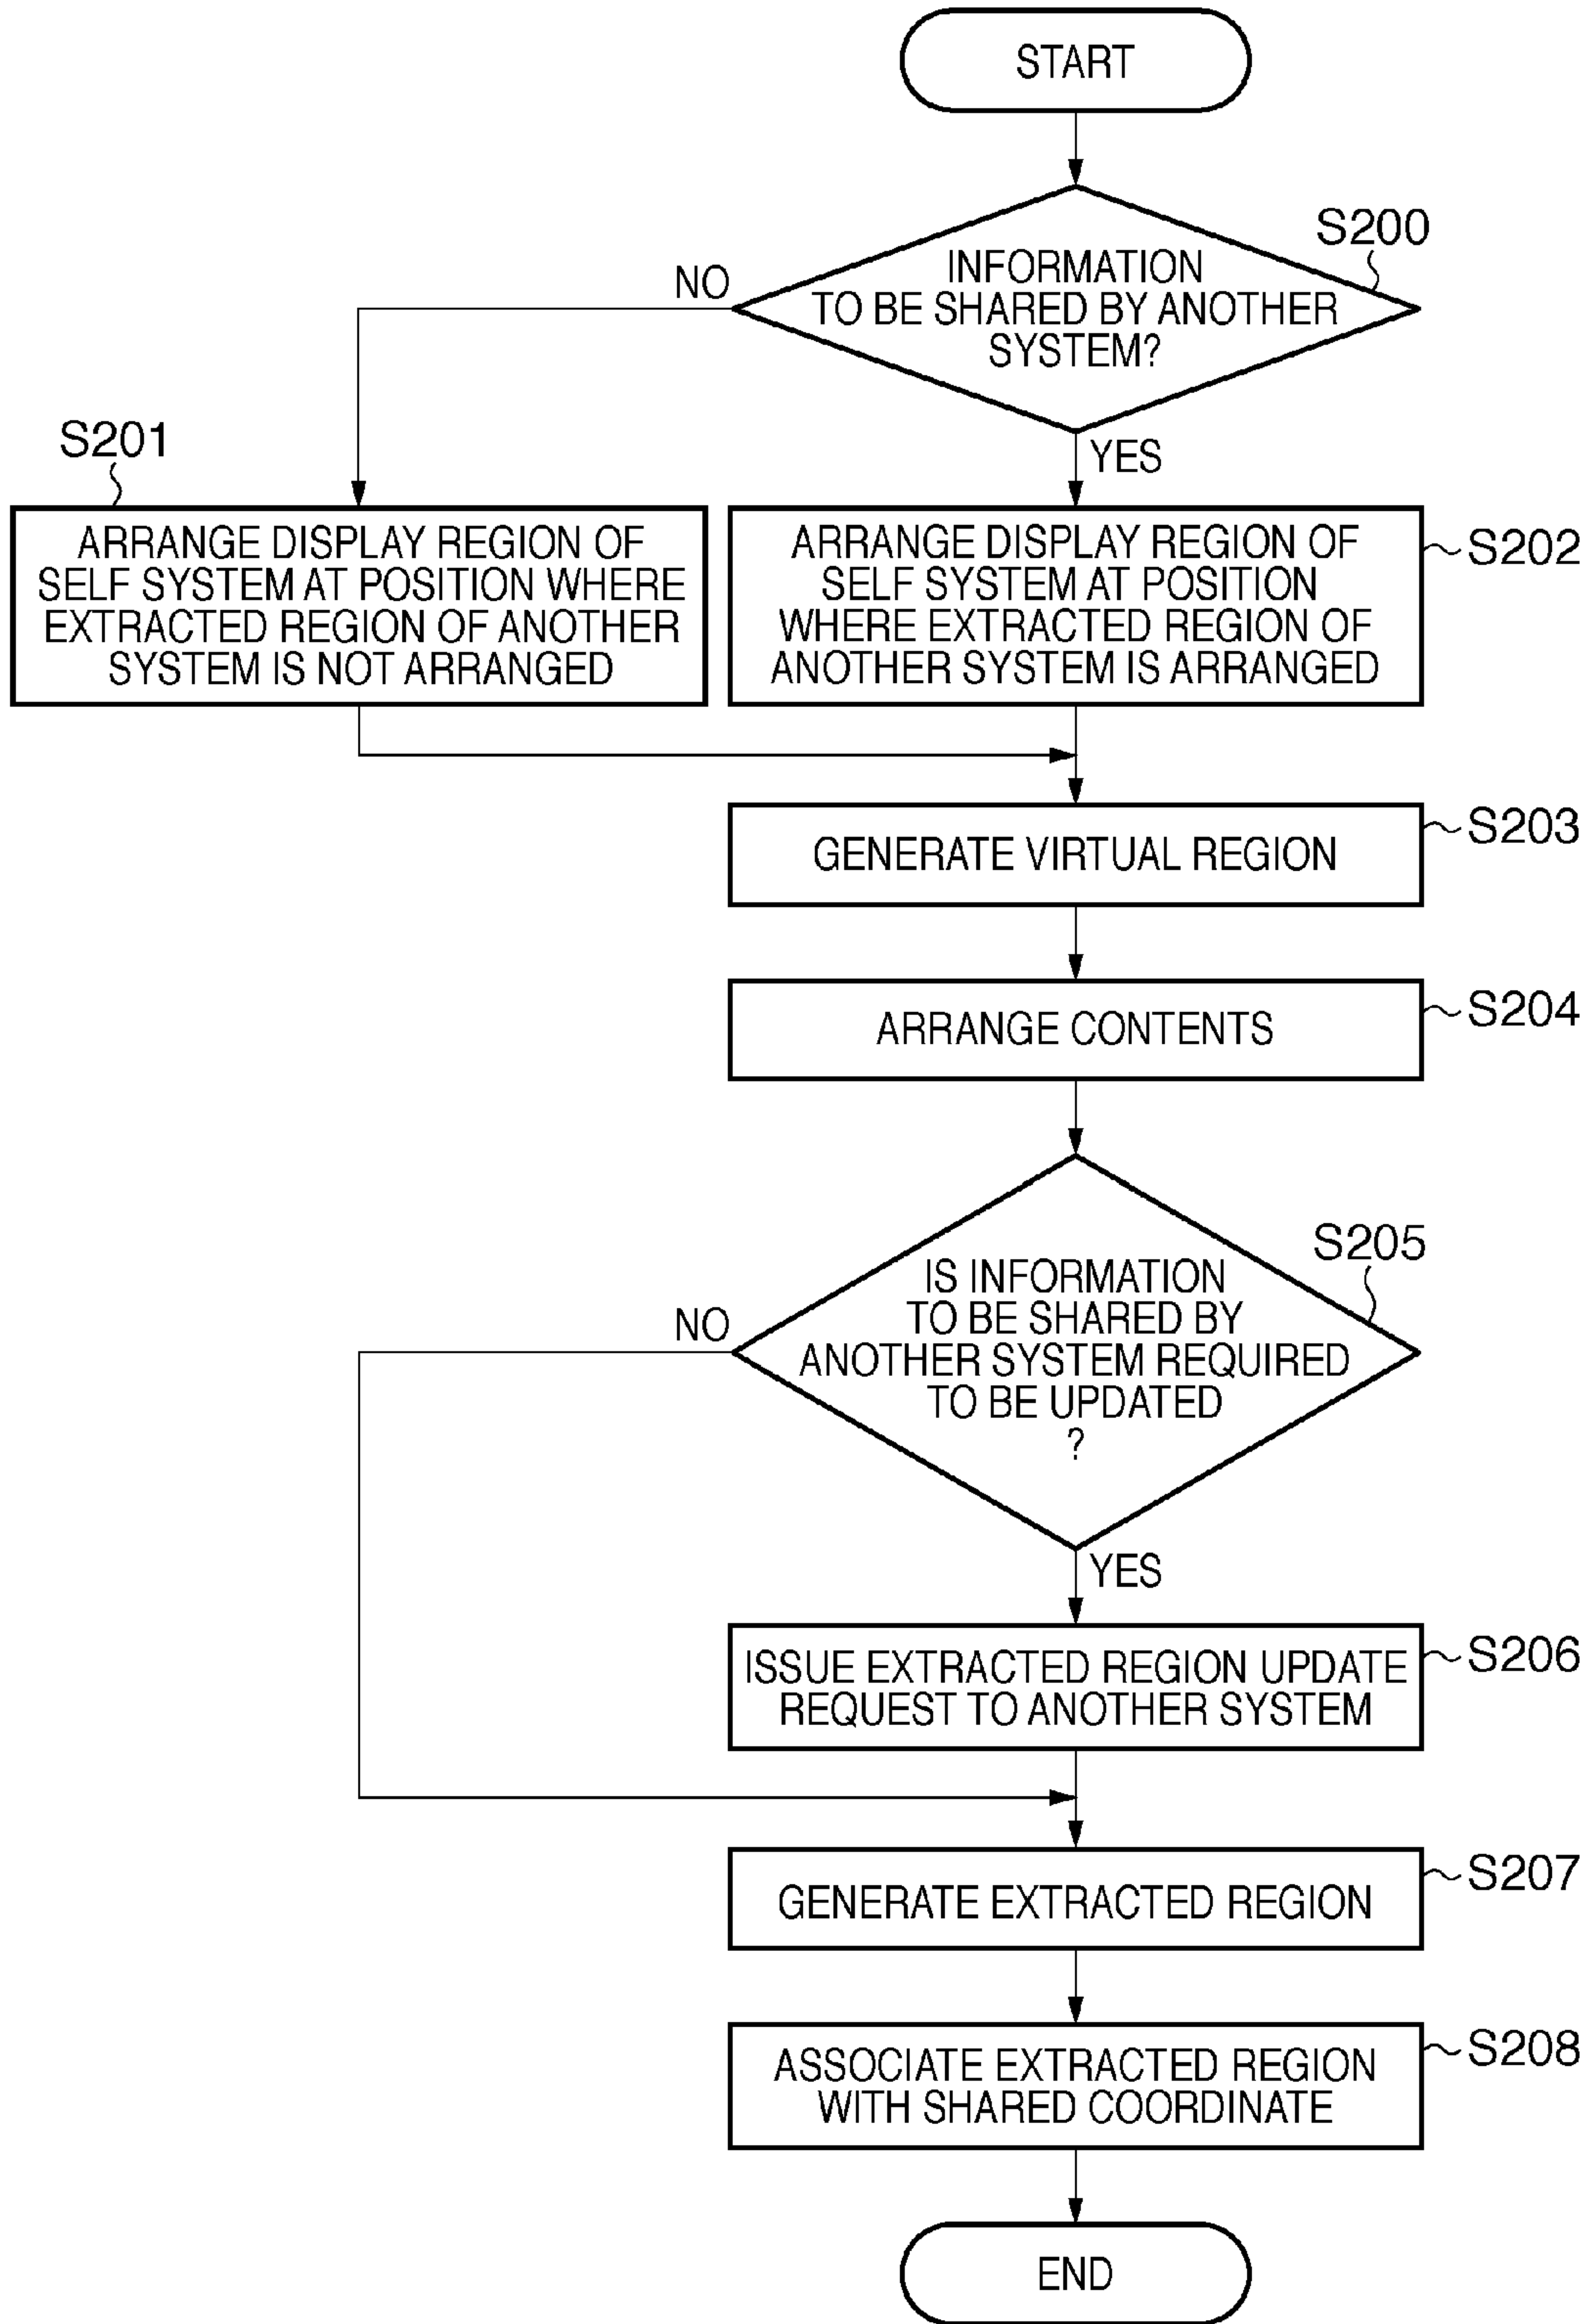 START
S200
INFORMATION
TO BE SHARED BY ANOTHER
SYSTEM?
NO
YES
S201
ARRANGE DISPLAY REGION OF
SELF SYSTEM AT POSITION WHERE
EXTRACTED REGION OF ANOTHER
SYSTEM IS NOT ARRANGED
ARRANGE DISPLAY REGION OF
SELF SYSTEM AT POSITION
WHERE EXTRACTED REGION OF
ANOTHER SYSTEM IS ARRANGED
S202
GENERATE VIRTUAL REGION
S203
ARRANGE CONTENTS
S204
S205
IS INFORMATION
TO BE SHARED BY
ANOTHER SYSTEM REQUIRED
TO BE UPDATED
?
NO
YES
ISSUE EXTRACTED REGION UPDATE
REQUEST TO ANOTHER SYSTEM
S206
GENERATE EXTRACTED REGION
S207
ASSOCIATE EXTRACTED REGION
WITH SHARED COORDINATE
S208
END